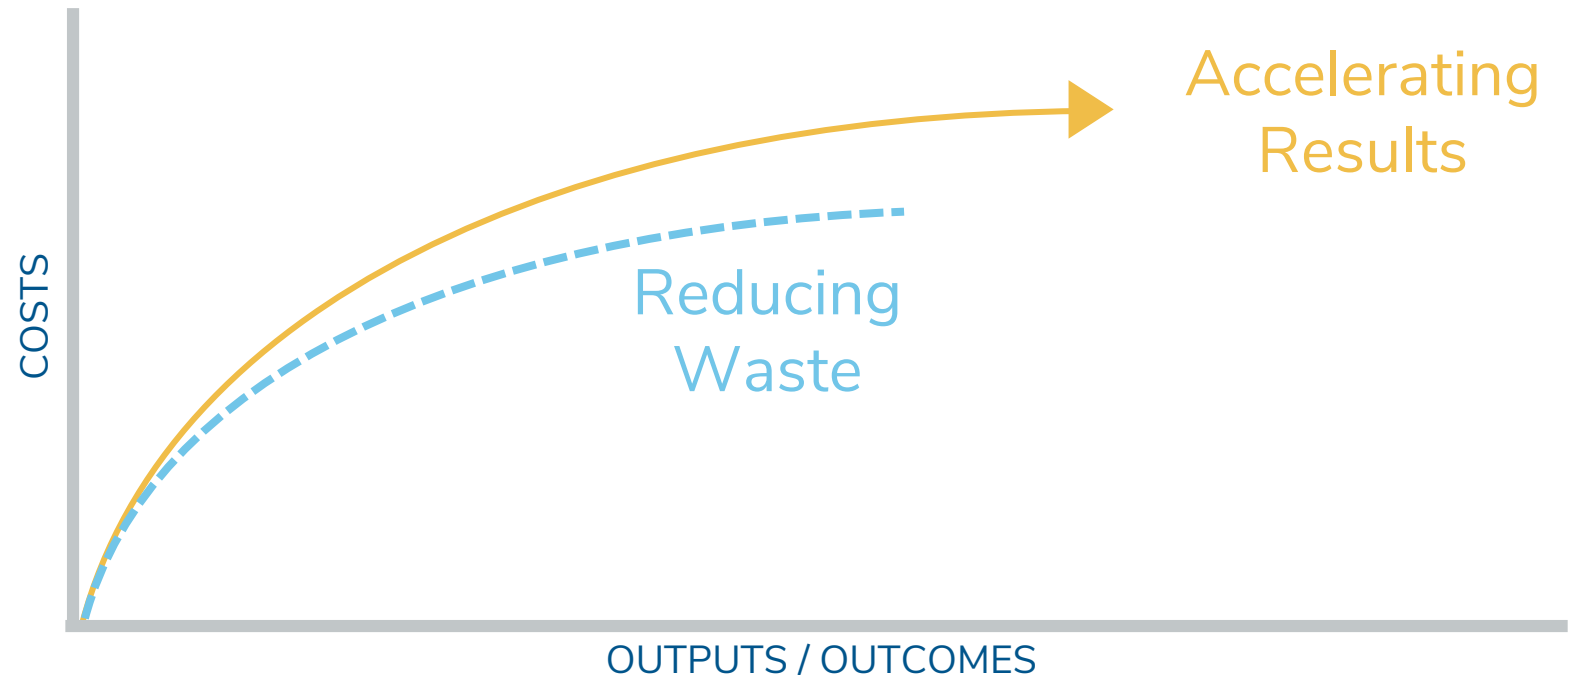 Accelerating
Results
Reducing
Waste
COSTS
OUTPUTS / OUTCOMES